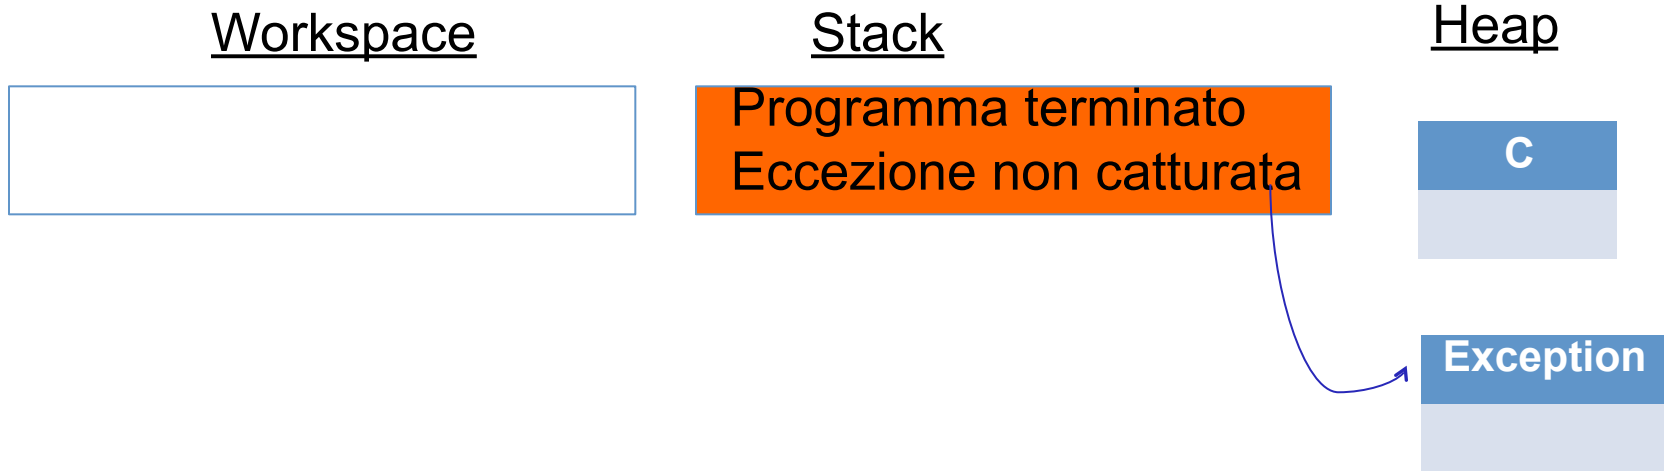 Workspace
Stack
Heap
Programma terminato
Eccezione non catturata
C
Exception